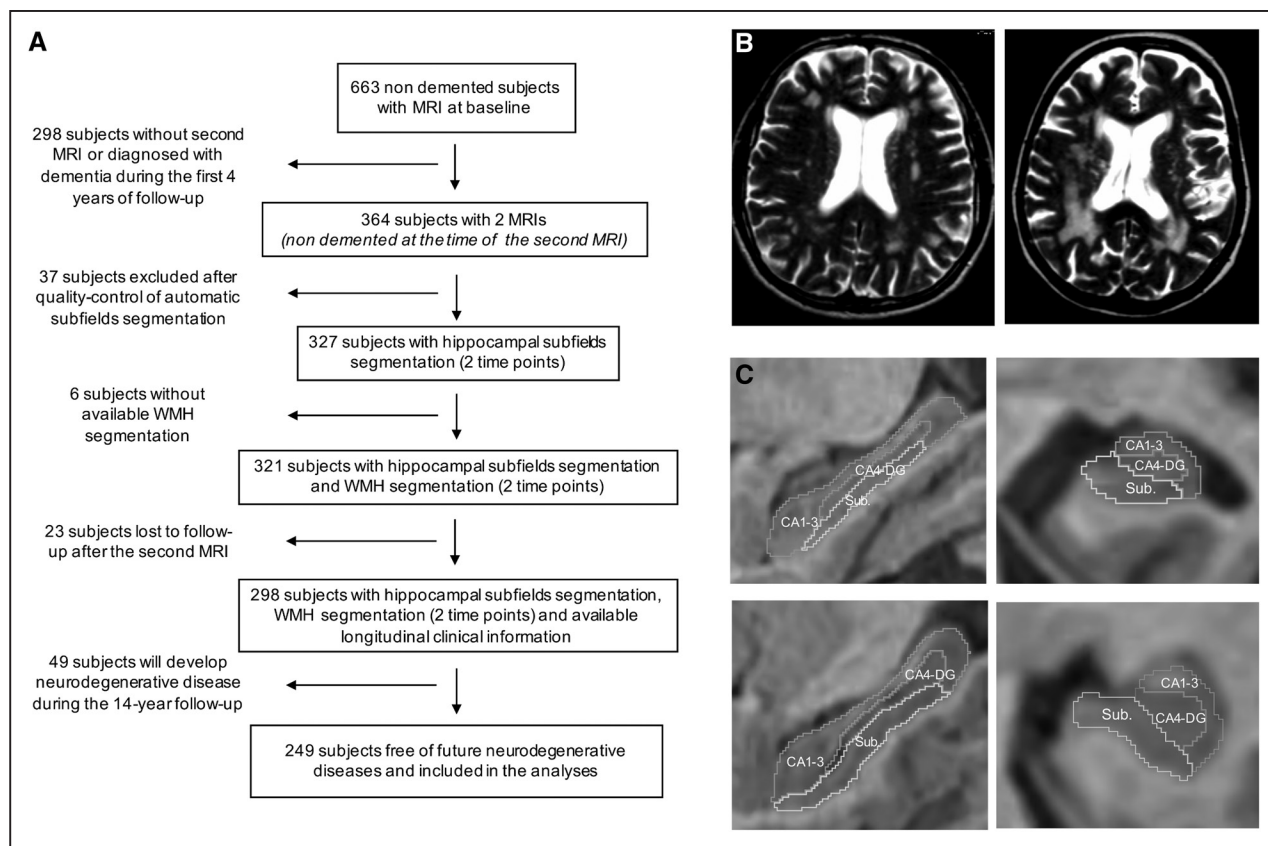 A
663 non demented subjects
with MRI at baseline
298 subjects without second
MRI or diagnosed with
dementia during the first 4
years of follow-up
364 subjects with 2 MRIs
(non demented at the time of the second MRI)
37 subjects excluded after
quality-control of automatic
subfields segmentation
327 subjects with hippocampal subfields
segmentation (2 time points)
6 subjects without
available WMH
segmentation
321 subjects with hippocampal subfields segmentation
and WMH segmentation (2 time points)
23 subjects lost to follow-
up after the second MRI
298 subjects with hippocampal subfields segmentation,
WMH segmentation (2 time points) and available
longitudinal clinical information
49 subjects will develop
neurodegenerative disease
during the 14-year follow-up
249 subjects free of future neurodegenerative
diseases and included in the analyses
B
C
CA4-DG
Sub.
CA1-3
CA1-3
CA4-DG
Sub.
CA4-DG
Sub.
CA1-3
CA1-3
Sub.
CA4-DG